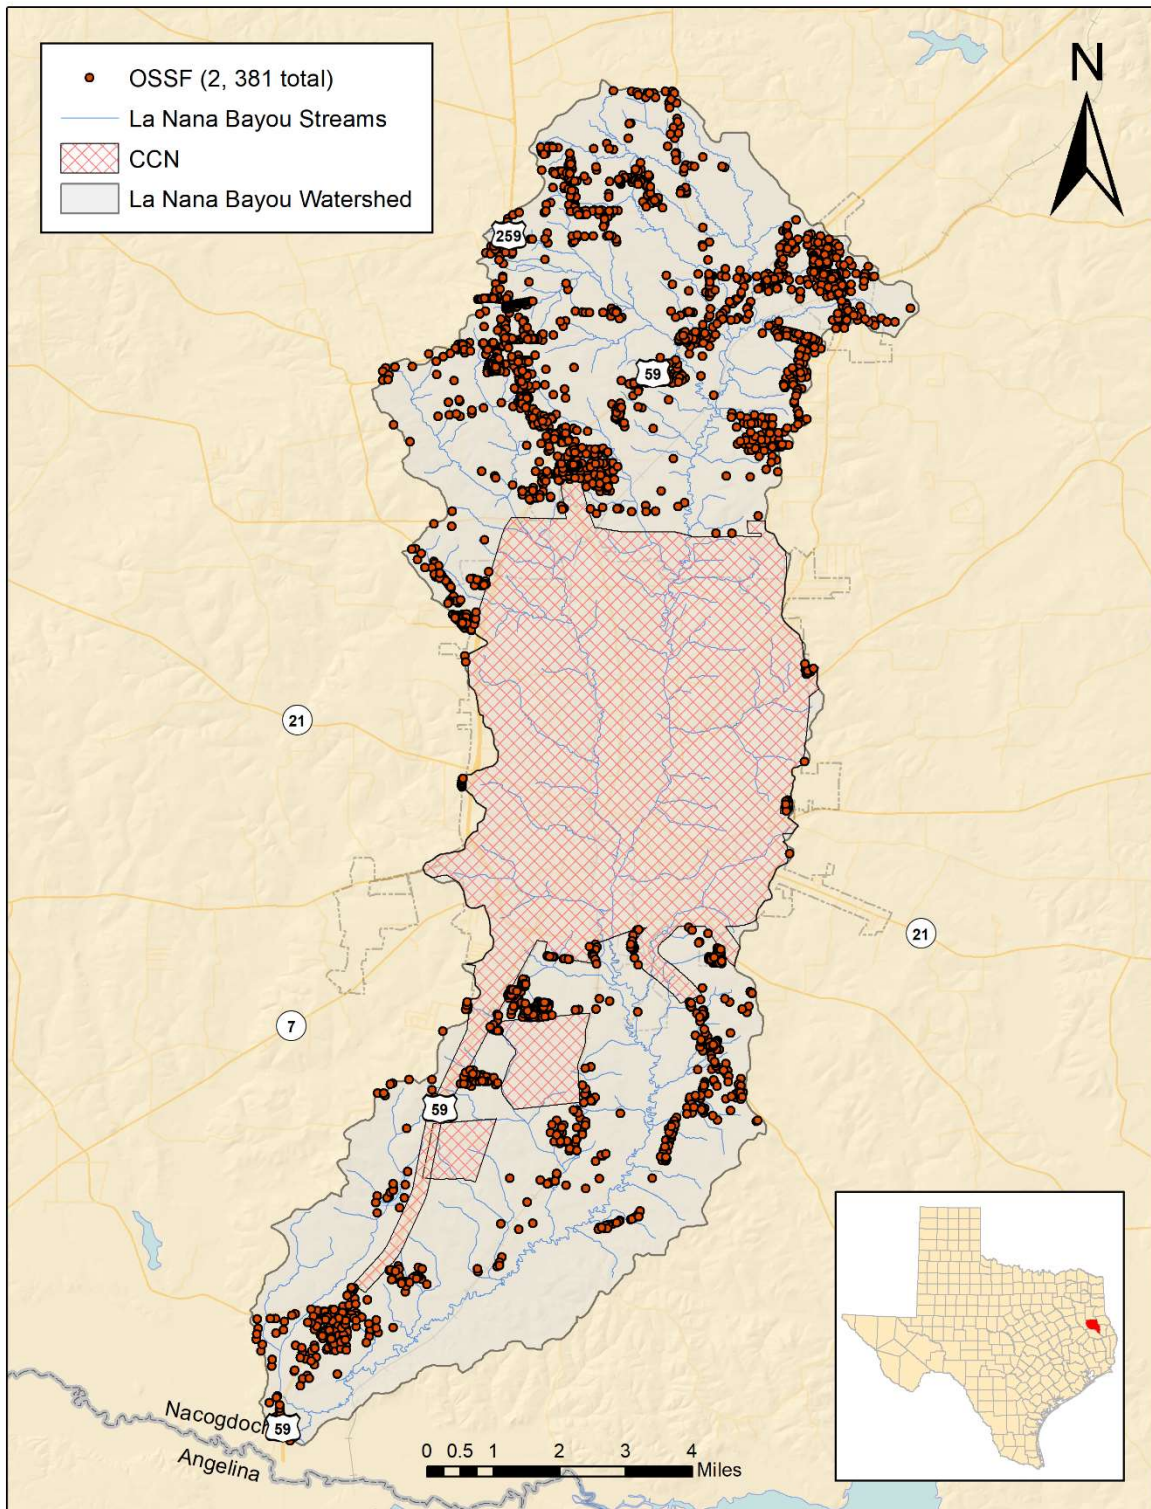 N
OSSF (2, 381 total)
La Nana Bayou Streams
CCN
La Nana Bayou Watershed
259
59
21
21
7
59
59
Nacogdoc
Angelina
0 0.5 1 2 3 4
Miles